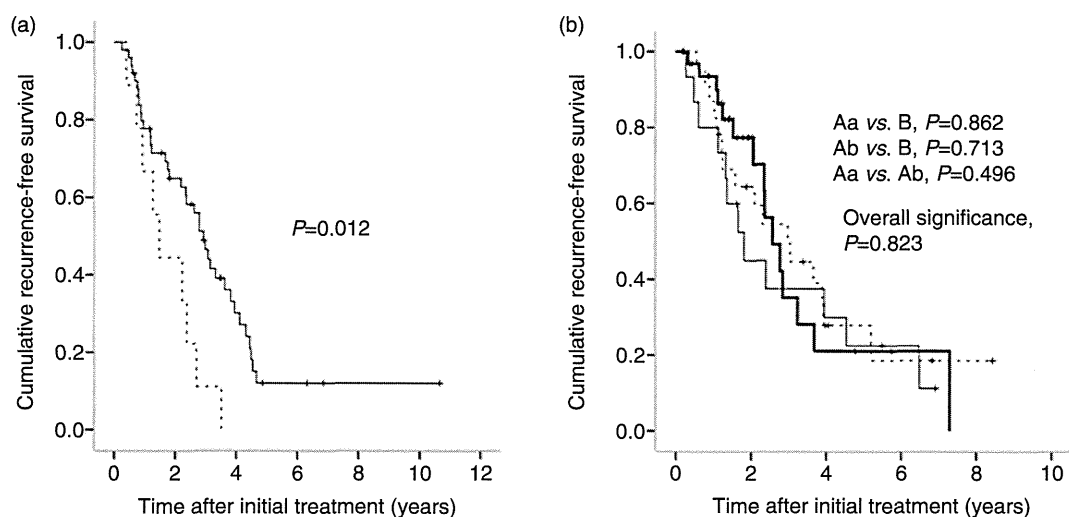 (a)
Cumulative recurrence-free survival
1.0
0.8
0.6
0.4
0.2
0.0
P=0.012
0 2 4 6 8 10 12
Time after initial treatment (years)
(b)
Cumulative recurrence-free survival
1.0
0.8
0.6
0.4
0.2
0.0
Aa vs. B, P=0.862
Ab vs. B, P=0.713
Aa vs. Ab, P=0.496
Overall significance,
P=0.823
0 2 4 6 8 10
Time after initial treatment (years)